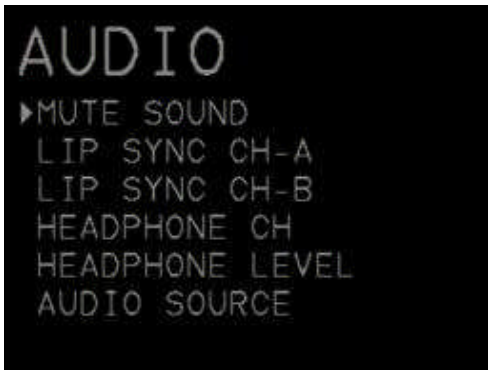 AUDIO
▶MUTE SOUND
LIP SYNC CH-A
LIP SYNC CH-B
HEADPHONE CH
HEADPHONE LEVEL
AUDIO SOURCE